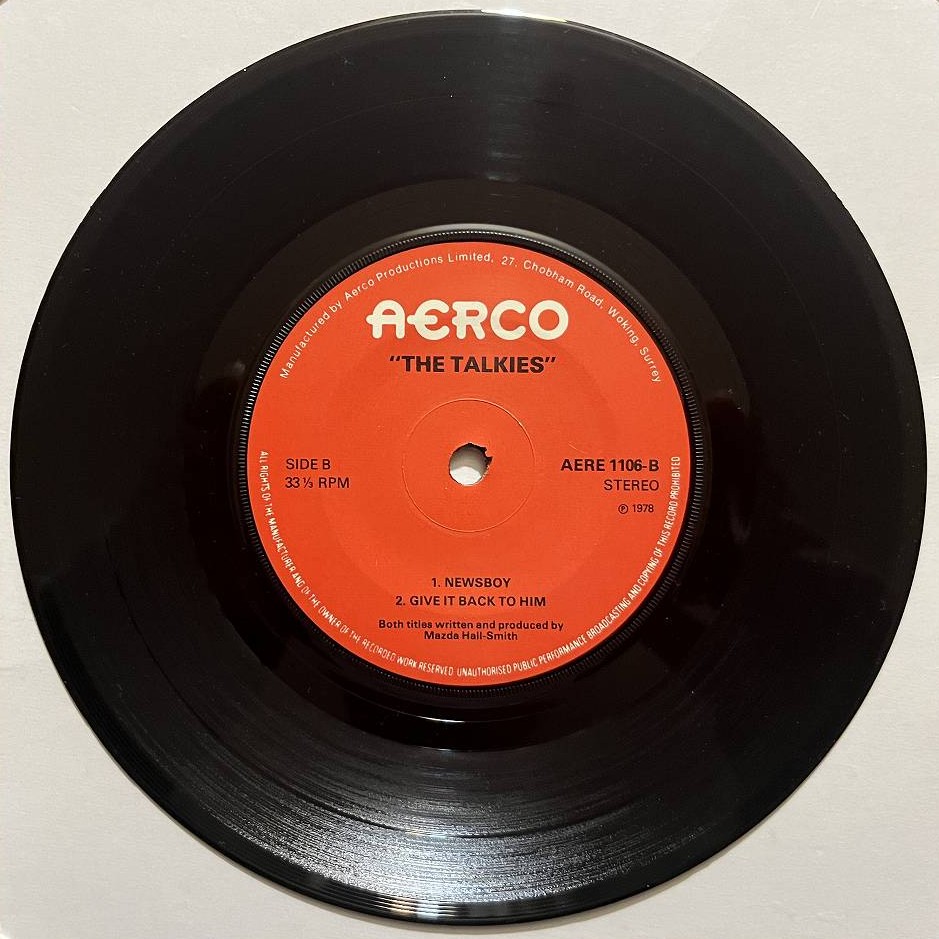 Manufactured by Aerco Productions Limited, 27, Chobham Road, Woking, Surrey
AERCO
"THE TALKIES"
SIDE B
33⅓ RPM
AERE 1106-B
STEREO
℗ 1978
1. NEWSBOY
2. GIVE IT BACK TO HIM
Both titles written and produced by
Mazda Hall-Smith
ALL RIGHTS OF THE MANUFACTURER AND OF THE OWNER OF THE RECORDED WORK RESERVED UNAUTHORISED PUBLIC PERFORMANCE BROADCASTING AND COPYING OF THIS RECORD PROHIBITED